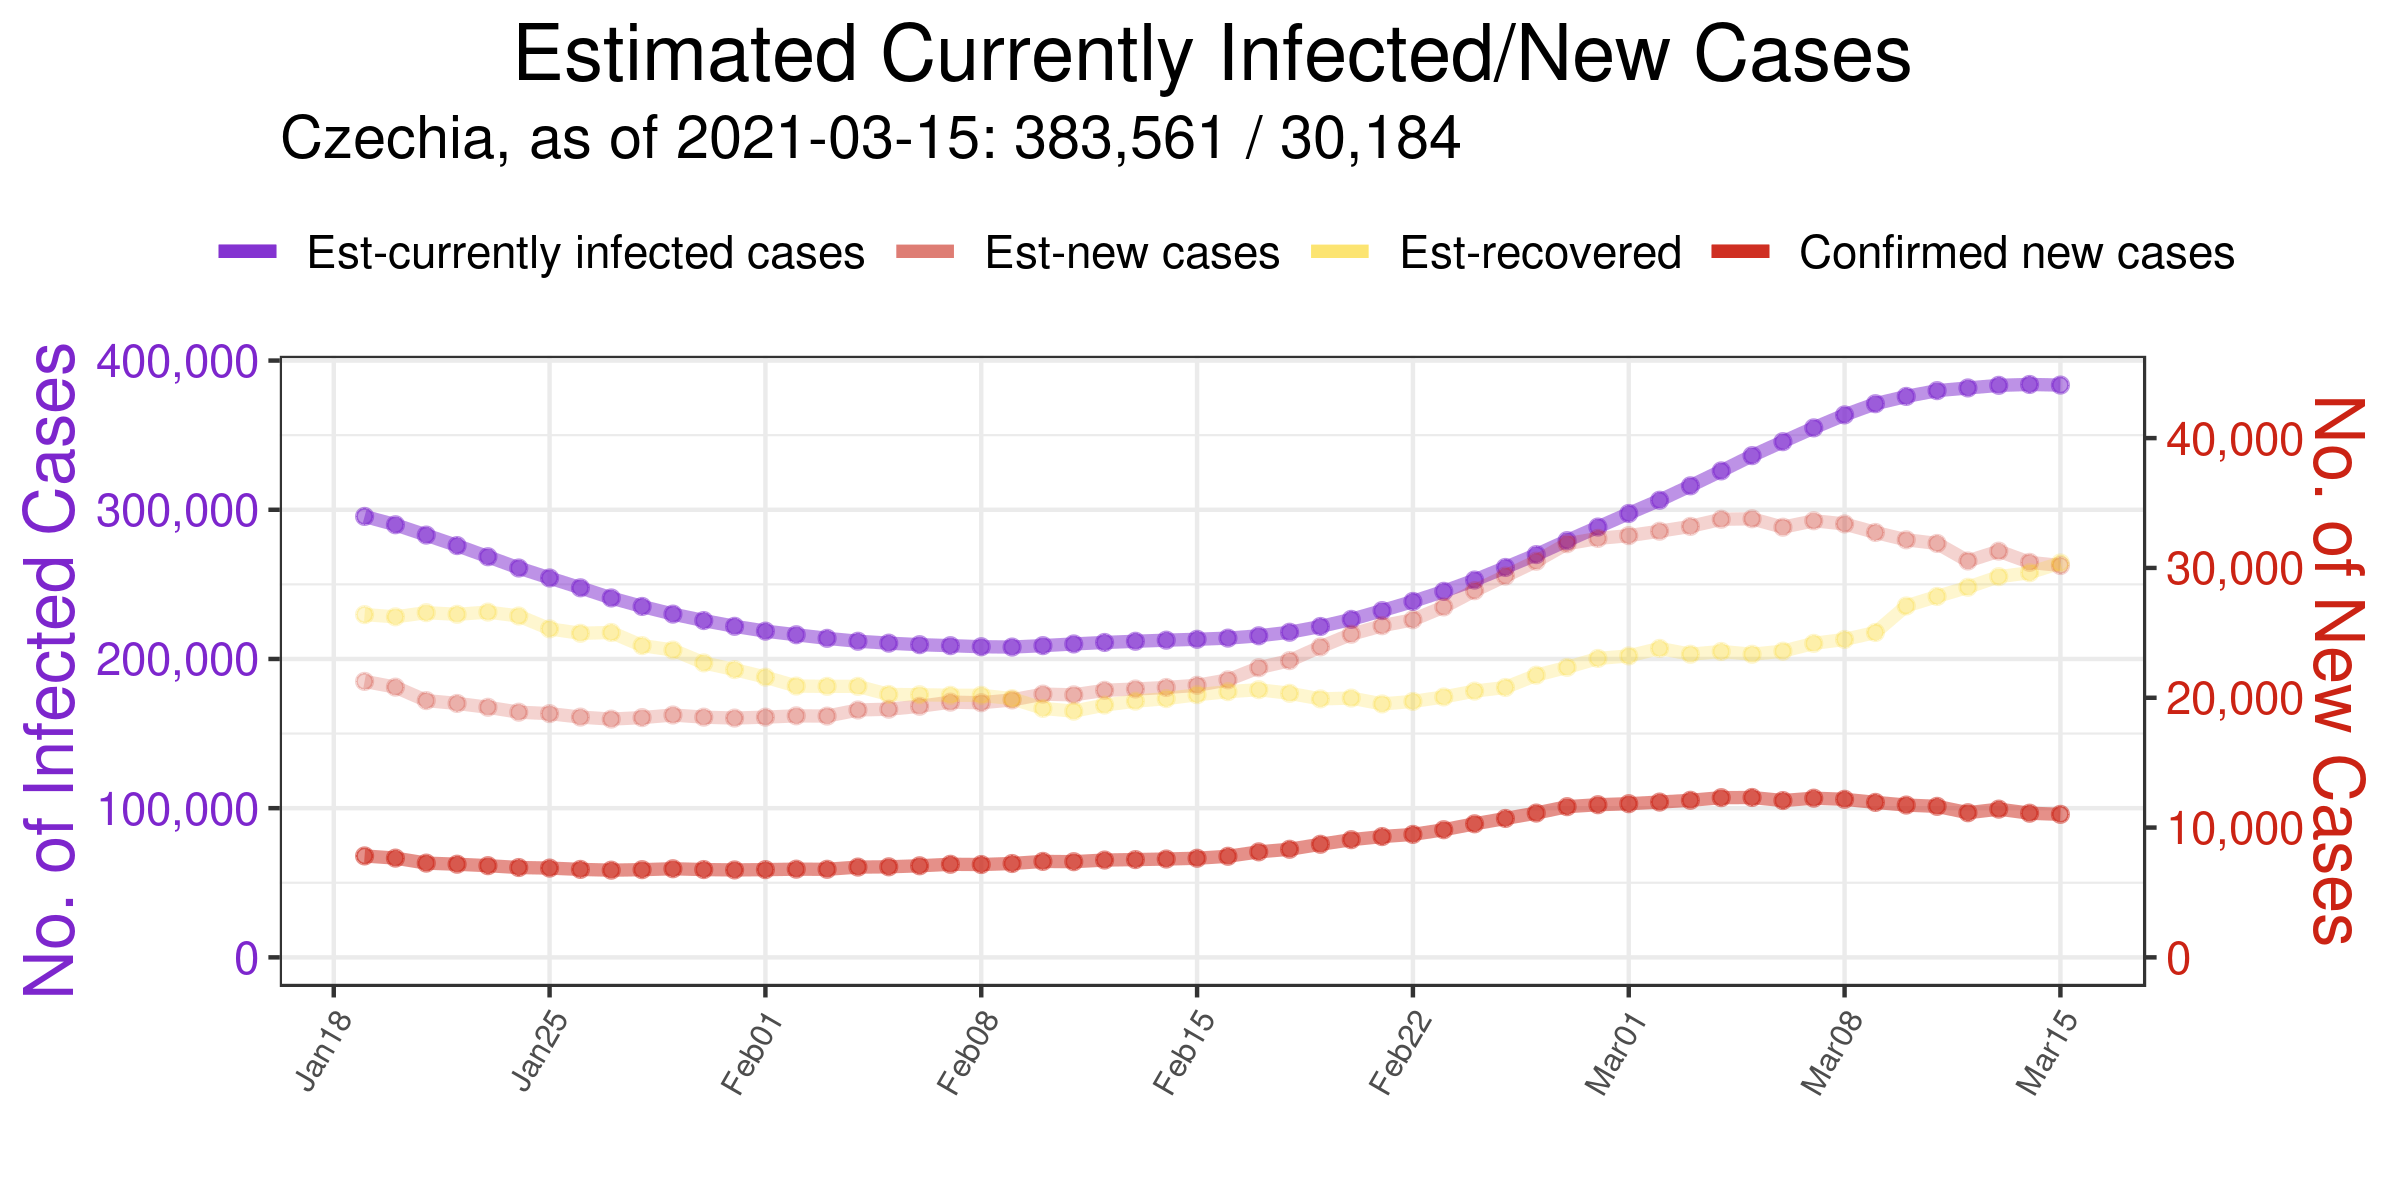 Estimated Currently Infected/New Cases
Czechia, as of 2021-03-15: 383,561 / 30,184
Est-currently infected cases Est-new cases Est-recovered Confirmed new cases
No. of Infected Cases
400,000
300,000
200,000
100,000
0
40,000
30,000
20,000
10,000
0
No. of New Cases
Jan18 Jan25 Feb01 Feb08 Feb15 Feb22 Mar01 Mar08 Mar15